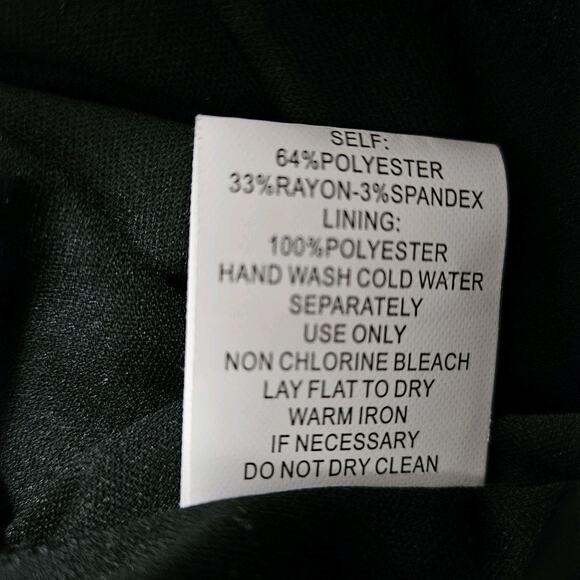 SELF:
64%POLYESTER
33%RAYON-3%SPANDEX
LINING:
100%POLYESTER
HAND WASH COLD WATER
SEPARATELY
USE ONLY
NON CHLORINE BLEACH
LAY FLAT TO DRY
WARM IRON
IF NECESSARY
DO NOT DRY CLEAN